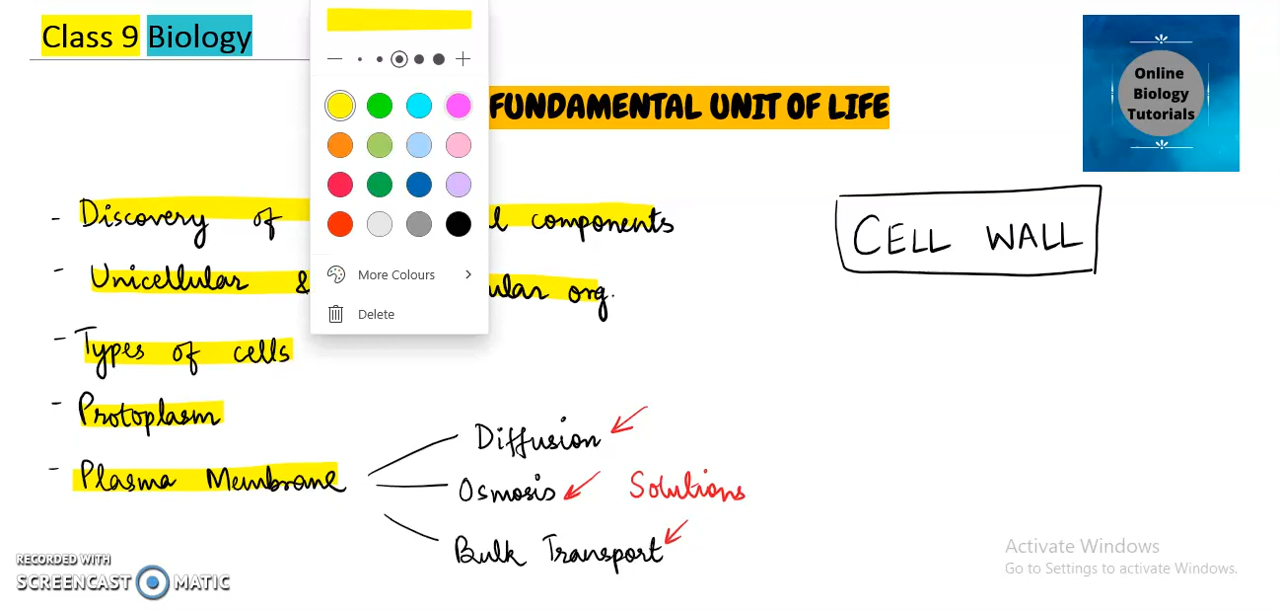 Class 9 Biology
FUNDAMENTAL UNIT OF LIFE
Online
Biology
Tutorials
- Discovery of l components
CELL WALL
- Unicellular & ular org.
More Colours
Delete
- Types of cells
- Protoplasm
- Plasma Membrane
Diffusion
Osmosis Solutions
Bulk Transport
Activate Windows
Go to Settings to activate Windows.
RECORDED WITH
SCREENCAST MATIC